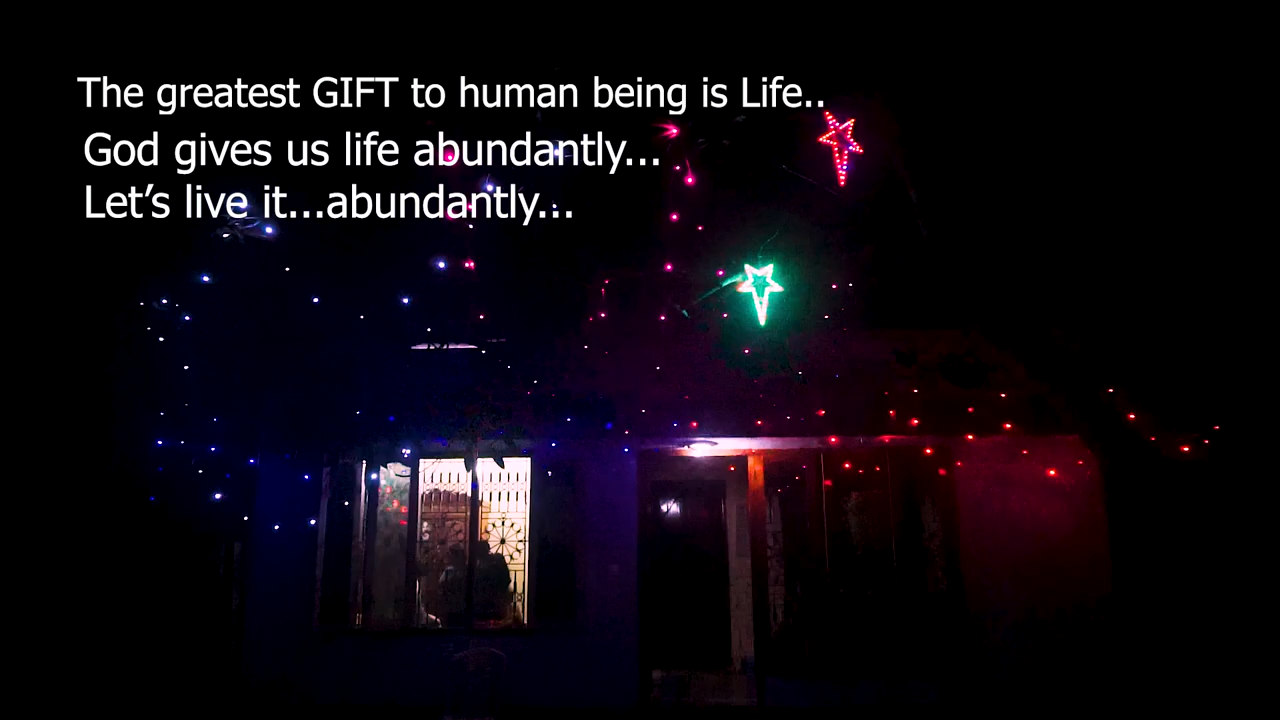 The greatest GIFT to human being is Life..
God gives us life abundantly...
Let’s live it...abundantly...